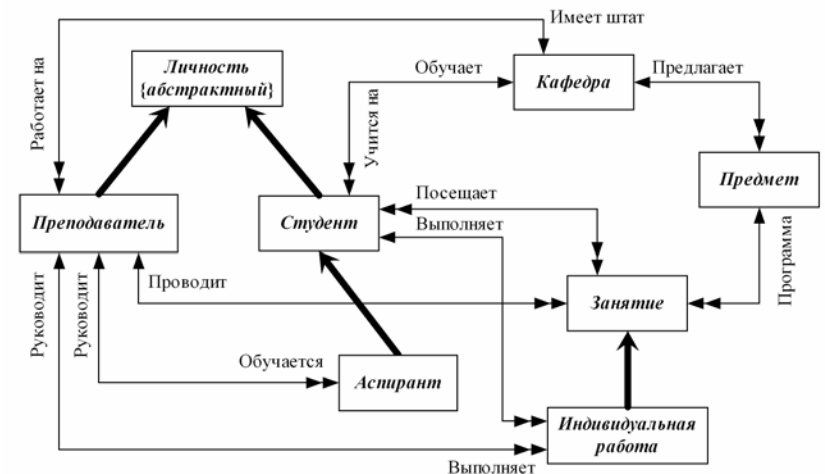 Имеет штат
Личность
{абстрактный}
Обучает
Кафедра
Предлагает
Работает на
Учится на
Предмет
Преподаватель
Студент
Посещает
Выполняет
Руководит
Руководит
Проводит
Занятие
Программа
Обучается
Аспирант
Индивидуальная
работа
Выполняет